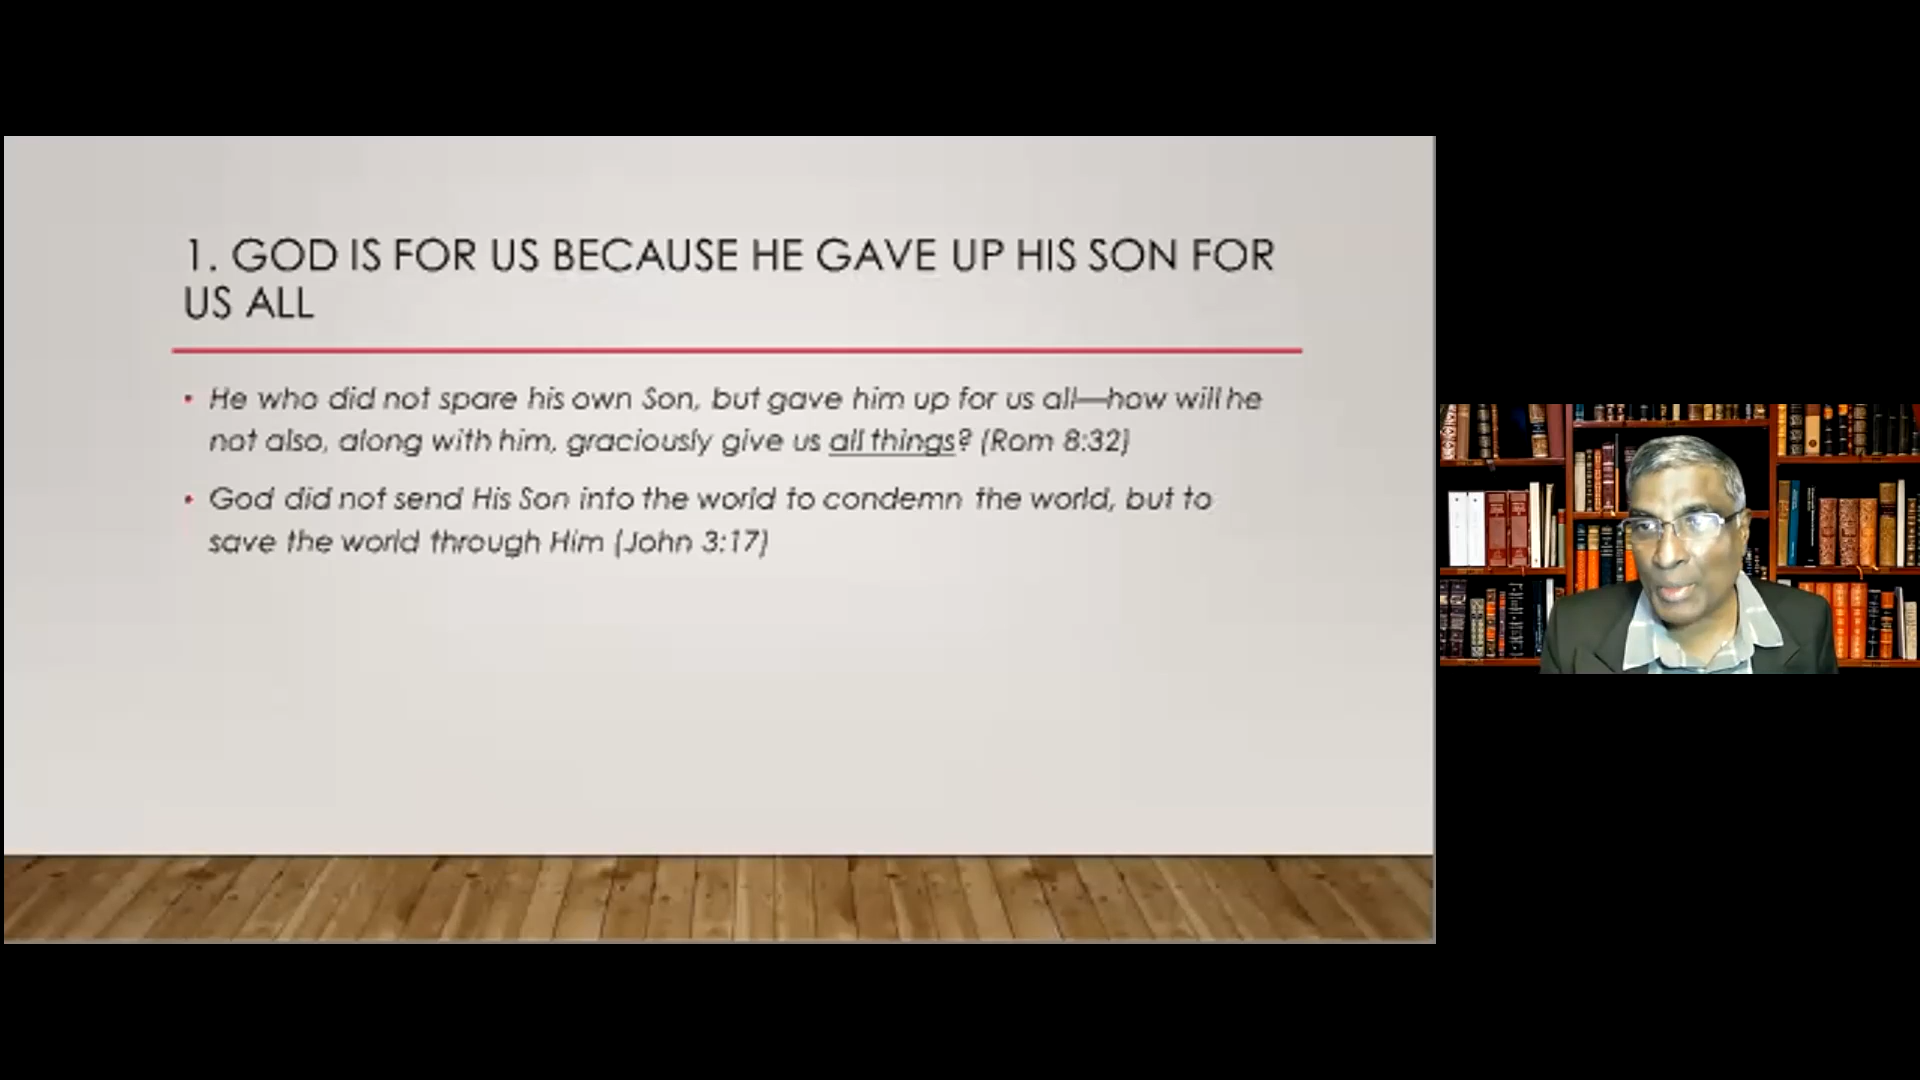 1. GOD IS FOR US BECAUSE HE GAVE UP HIS SON FOR
US ALL
• He who did not spare his own Son, but gave him up for us all—how will he
not also, along with him, graciously give us all things? (Rom 8:32)
• God did not send His Son into the world to condemn the world, but to
save the world through Him (John 3:17)